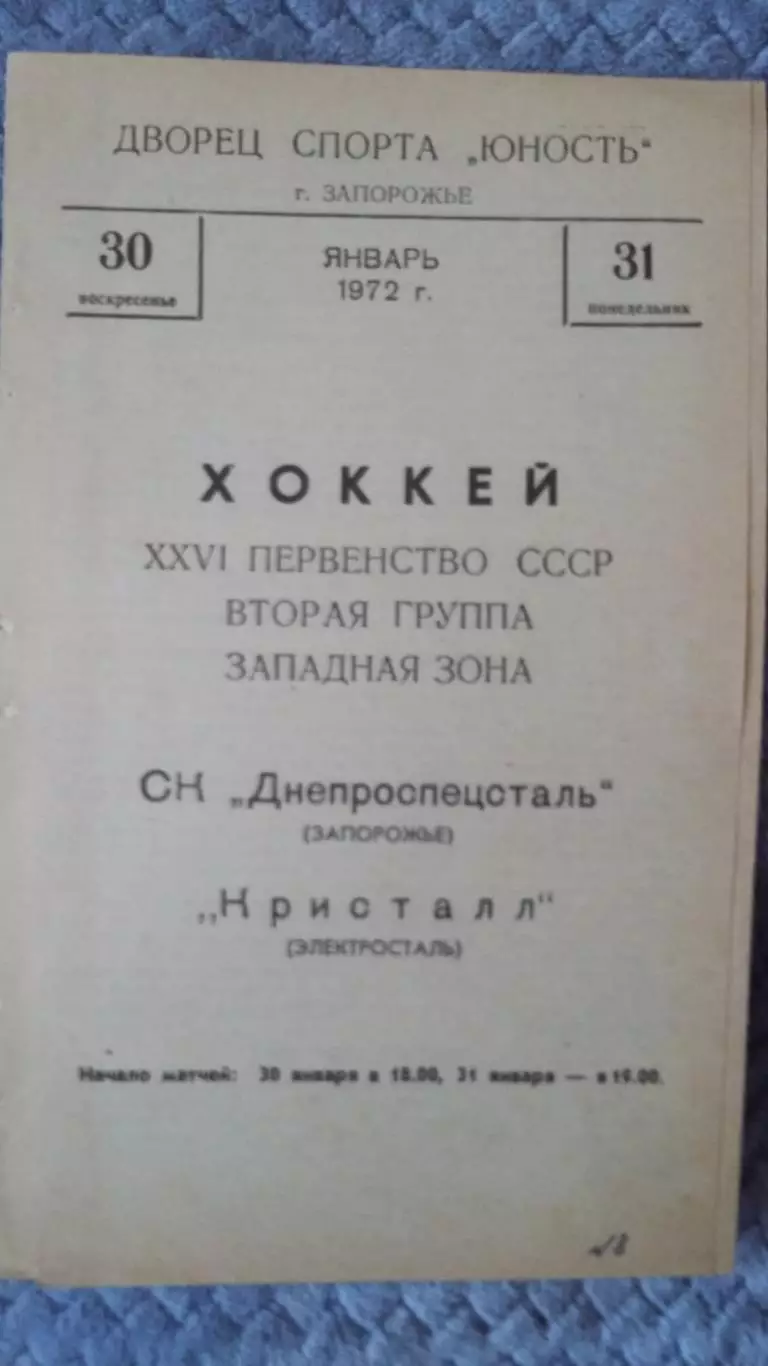 ДВОРЕЦ СПОРТА „ЮНОСТЬ“
г. ЗАПОРОЖЬЕ
30
воскресенье
ЯНВАРЬ
1972 г.
31
понедельник
ХОККЕЙ
XXVI ПЕРВЕНСТВО СССР
ВТОРАЯ ГРУППА
ЗАПАДНАЯ ЗОНА
СК „Днепроспецсталь“
(ЗАПОРОЖЬЕ)
„Кристалл“
(ЭЛЕКТРОСТАЛЬ)
Начало матчей: 30 января в 18.00, 31 января — в 19.00.